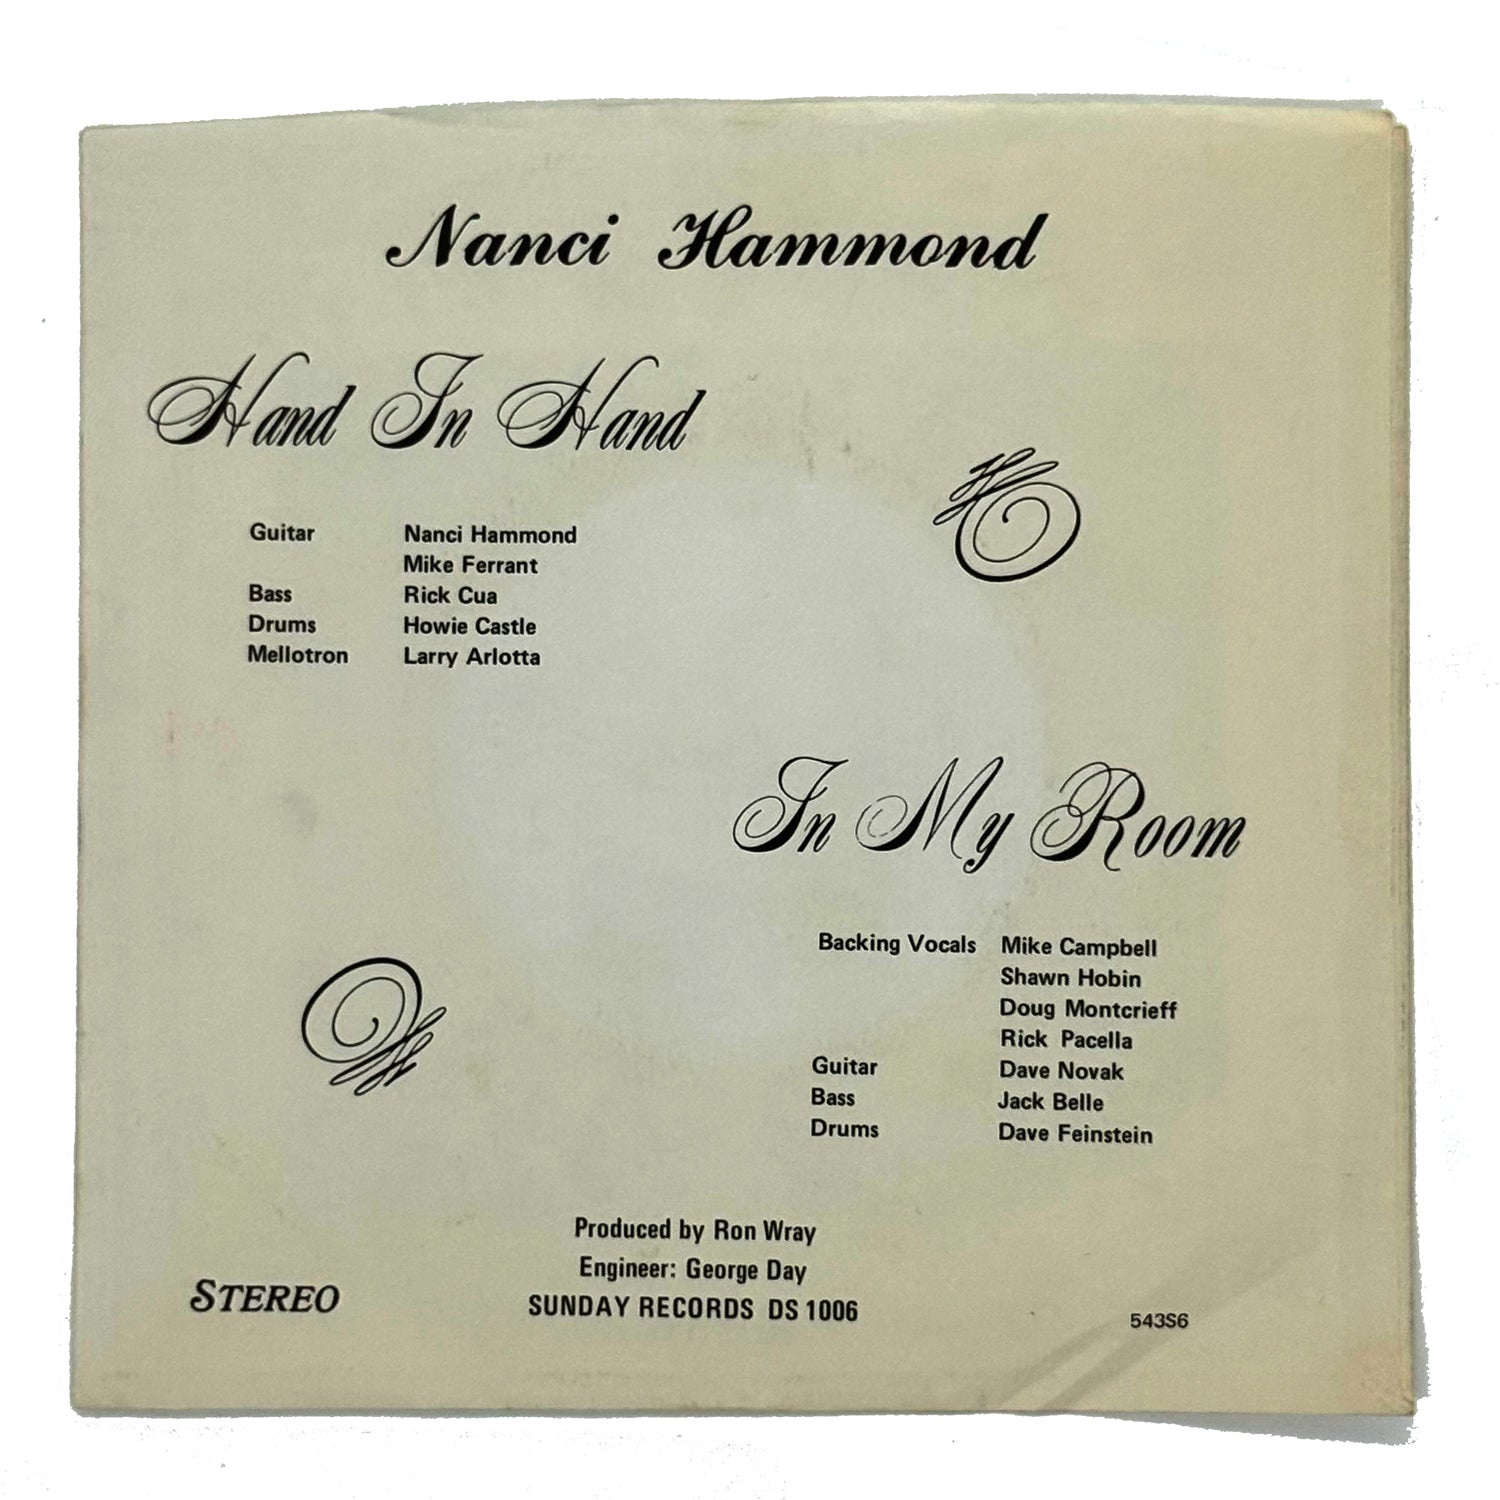 Nanci Hammond
Hand In Hand
Guitar Nanci Hammond
Mike Ferrant
Bass Rick Cua
Drums Howie Castle
Mellotron Larry Arlotta
In My Room
Backing Vocals Mike Campbell
Shawn Hobin
Doug Montcrieff
Rick Pacella
Guitar Dave Novak
Bass Jack Belle
Drums Dave Feinstein
Produced by Ron Wray
Engineer: George Day
STEREO
SUNDAY RECORDS DS 1006
543S6